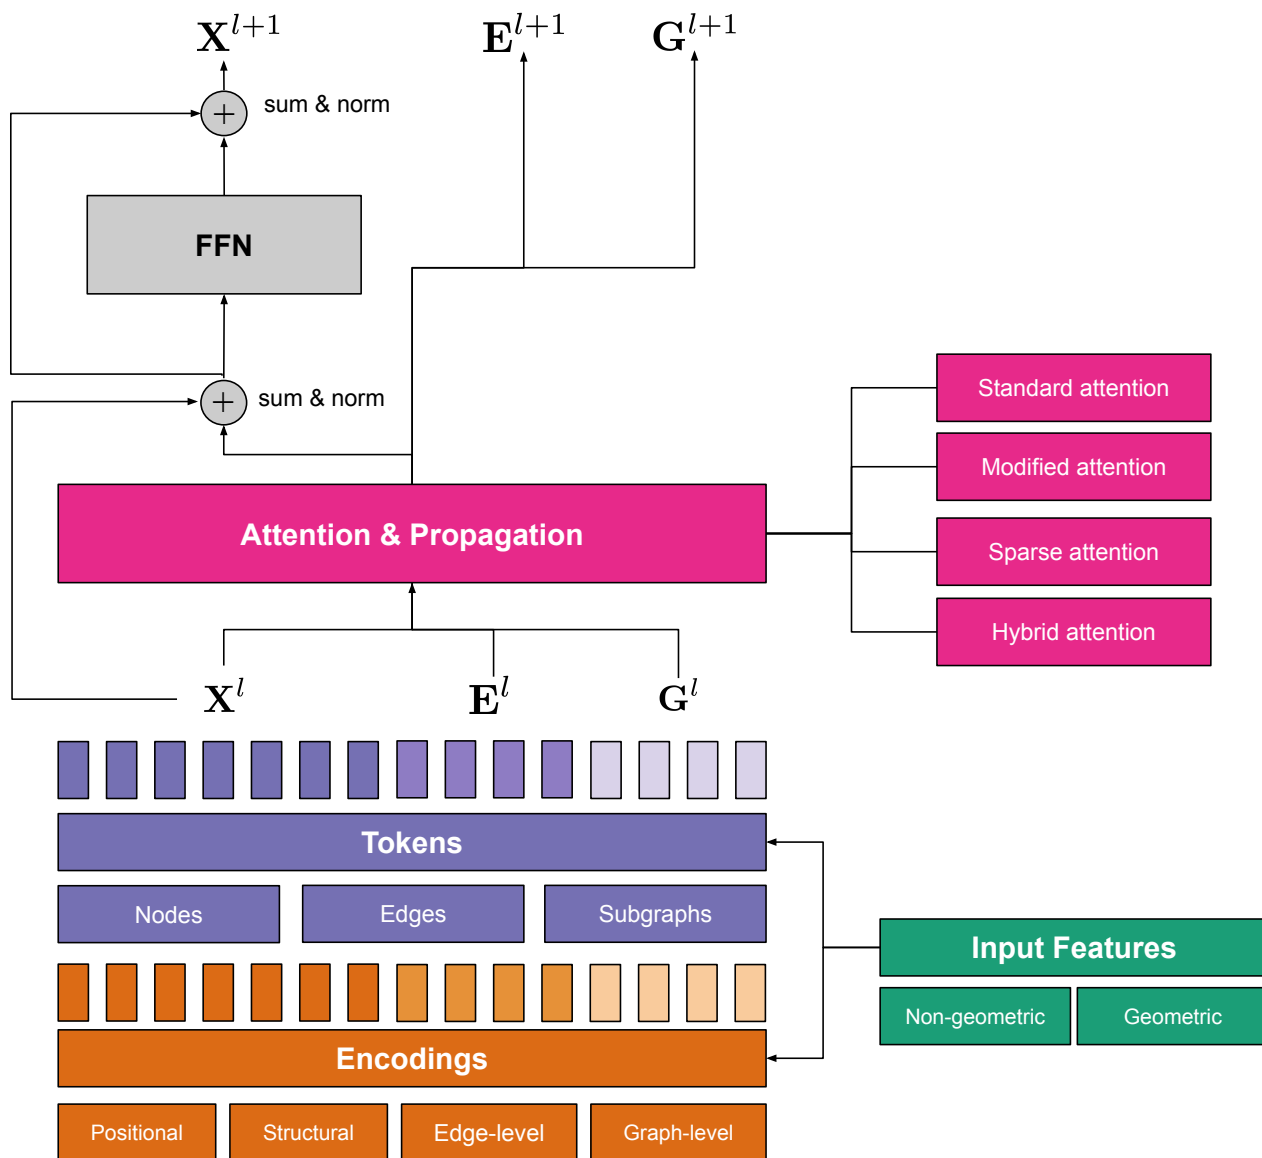 X^{l+1} E^{l+1} G^{l+1}
+ sum & norm
FFN
+ sum & norm
Standard attention
Modified attention
Attention & Propagation
Sparse attention
Hybrid attention
X^l E^l G^l
Tokens
Nodes Edges Subgraphs
Input Features
Non-geometric Geometric
Encodings
Positional Structural Edge-level Graph-level